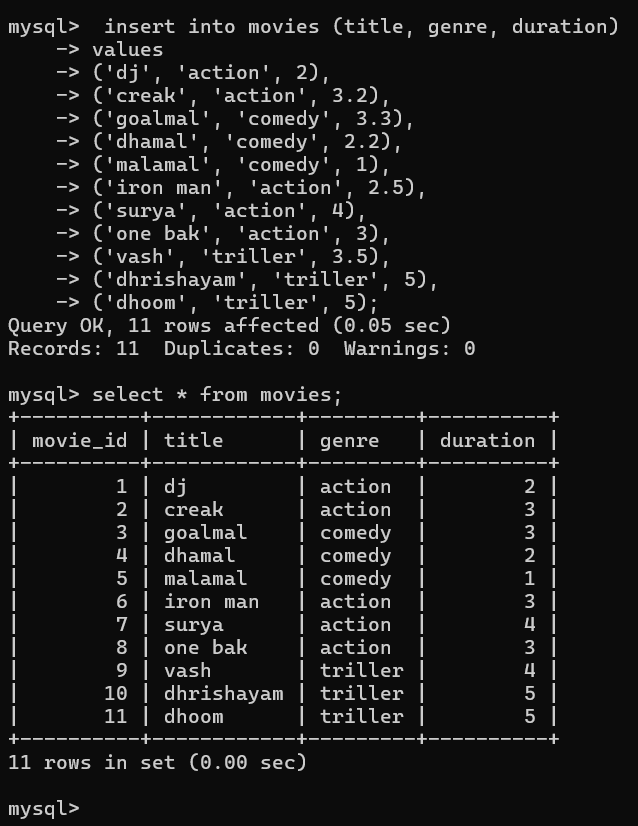 mysql>  insert into movies (title, genre, duration)
    -> values
    -> ('dj', 'action', 2),
    -> ('creak', 'action', 3.2),
    -> ('goalmal', 'comedy', 3.3),
    -> ('dhamal', 'comedy', 2.2),
    -> ('malamal', 'comedy', 1),
    -> ('iron man', 'action', 2.5),
    -> ('surya', 'action', 4),
    -> ('one bak', 'action', 3),
    -> ('vash', 'triller', 3.5),
    -> ('dhrishayam', 'triller', 5),
    -> ('dhoom', 'triller', 5);
Query OK, 11 rows affected (0.05 sec)
Records: 11  Duplicates: 0  Warnings: 0

mysql> select * from movies;
+----------+------------+---------+----------+
| movie_id | title      | genre   | duration |
+----------+------------+---------+----------+
|        1 | dj         | action  |        2 |
|        2 | creak      | action  |        3 |
|        3 | goalmal    | comedy  |        3 |
|        4 | dhamal     | comedy  |        2 |
|        5 | malamal    | comedy  |        1 |
|        6 | iron man   | action  |        3 |
|        7 | surya      | action  |        4 |
|        8 | one bak    | action  |        3 |
|        9 | vash       | triller |        4 |
|       10 | dhrishayam | triller |        5 |
|       11 | dhoom      | triller |        5 |
+----------+------------+---------+----------+
11 rows in set (0.00 sec)

mysql>